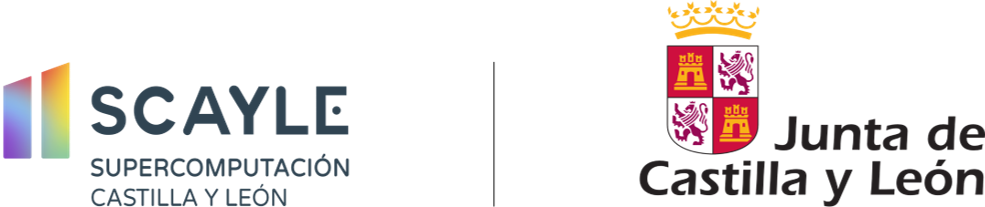 SCAYLE
SUPERCOMPUTACIÓN
CASTILLA Y LEÓN
Junta de
Castilla y León